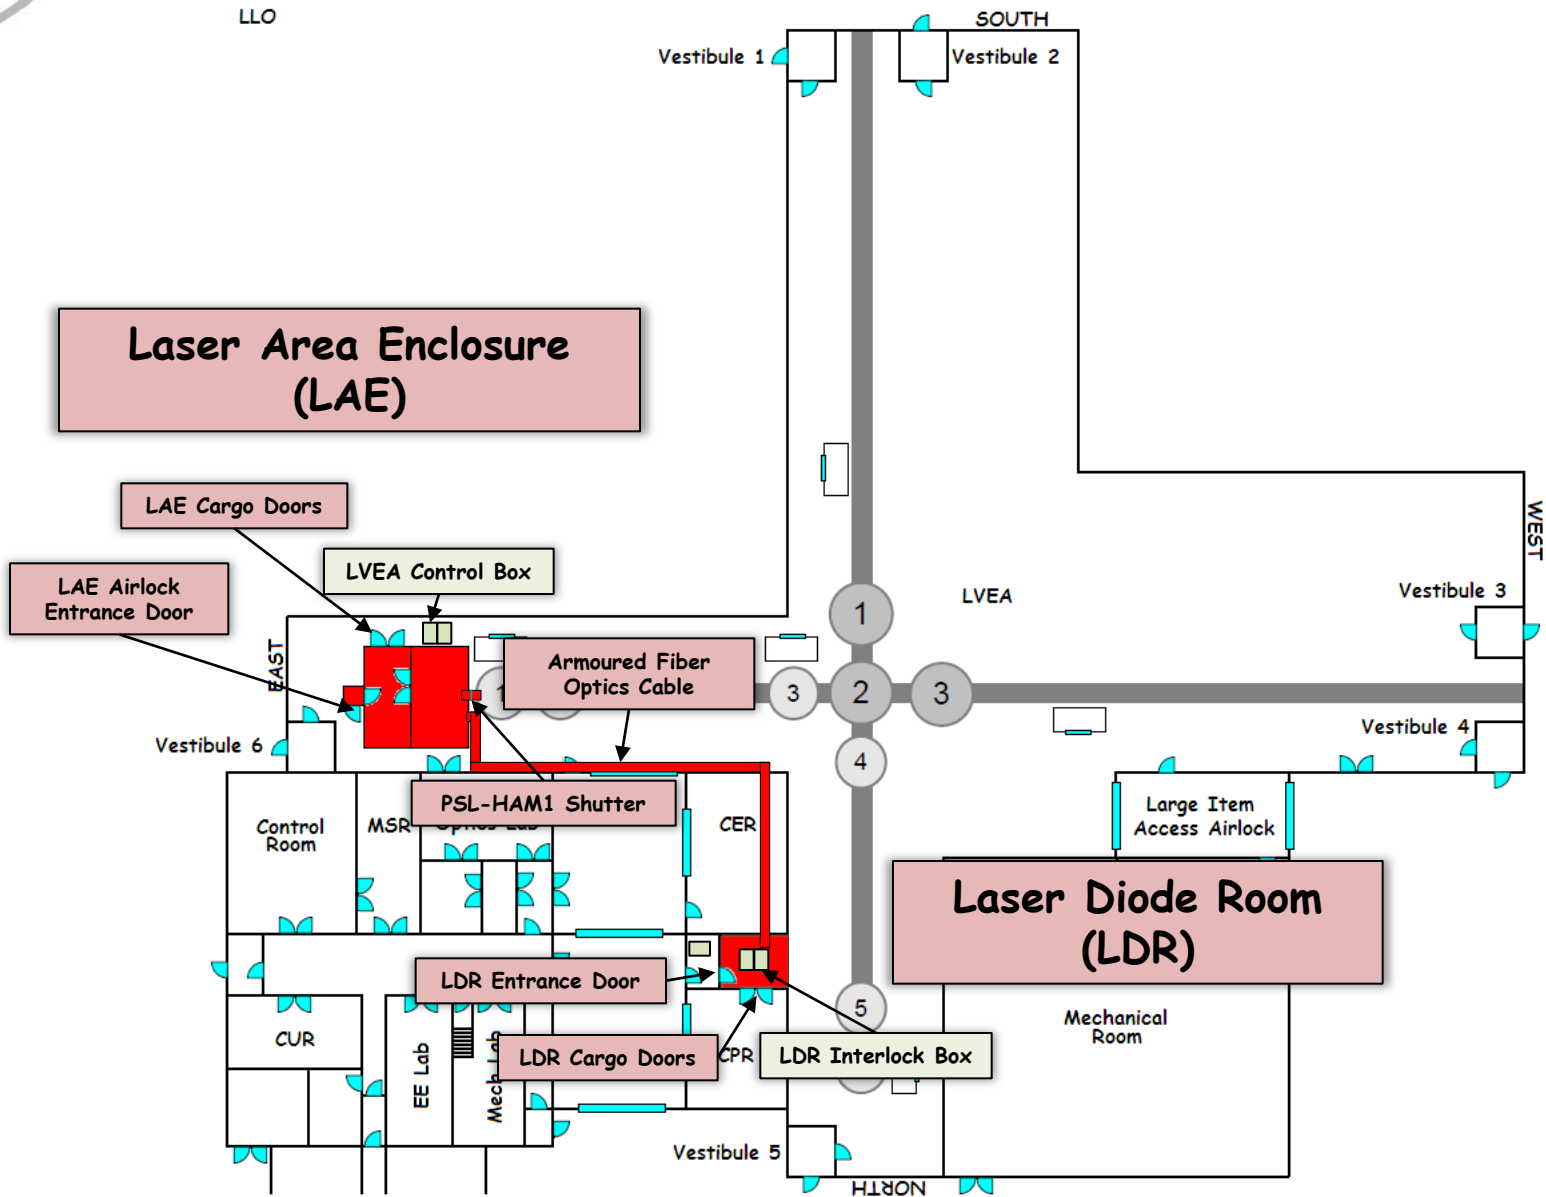 LLO
SOUTH
Vestibule 1
Vestibule 2
Laser Area Enclosure
(LAE)
LAE Cargo Doors
WEST
LVEA Control Box
LAE Airlock
Entrance Door
LVEA
Vestibule 3
1
EAST
Armoured Fiber
Optics Cable
1
3
2
3
Vestibule 6
Vestibule 4
4
PSL-HAM1 Shutter
Large Item
Access Airlock
Control
Room
MSR
Optics Lab
CER
Laser Diode Room
(LDR)
LDR Entrance Door
5
Mechanical
Room
CUR
EE Lab
Mech Lab
LDR Cargo Doors
CPR
LDR Interlock Box
Vestibule 5
NORTH